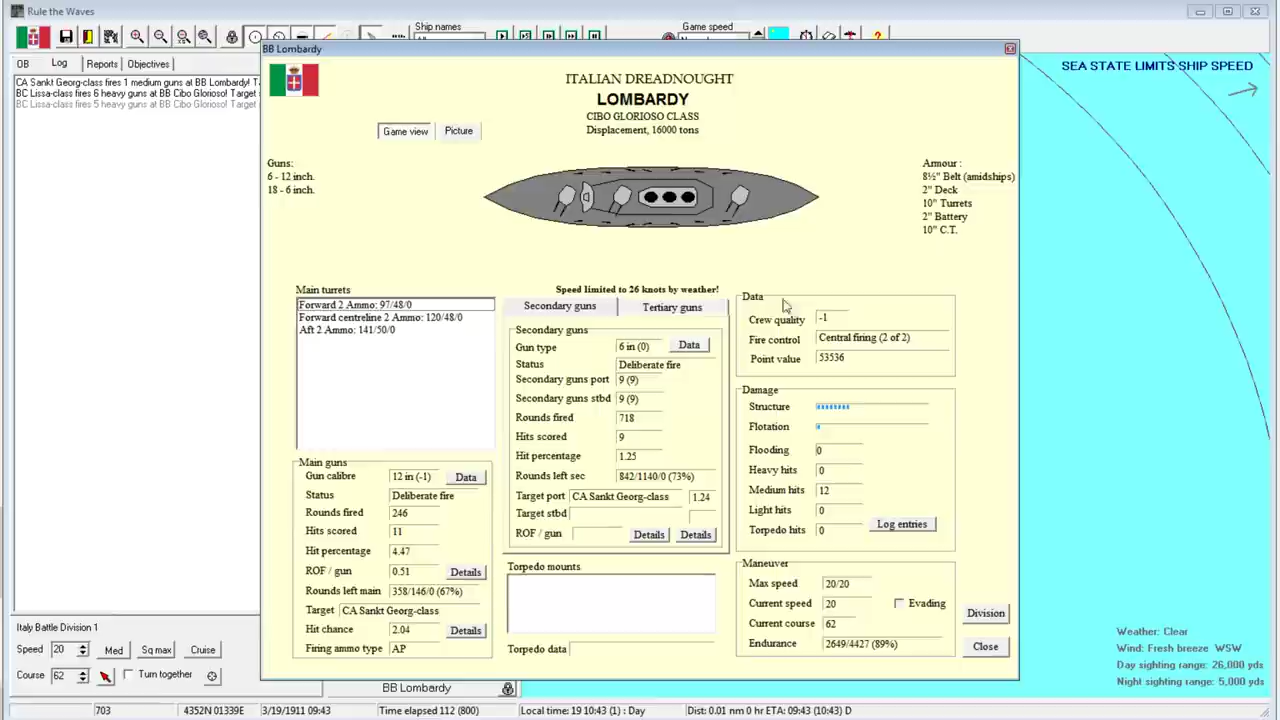 Rule the Waves
Ship names
Game speed
OB Log Reports Objectives
CA Sankt Georg-class fires 1 medium guns at BB Lombardy!
BC Lissa-class fires 6 heavy guns at BB Cibo Glorioso! Target
BC Lissa-class fires 5 heavy guns at BB Cibo Glorioso! Target
BB Lombardy
ITALIAN DREADNOUGHT
LOMBARDY
CIBO GLORIOSO CLASS
Displacement, 16000 tons
Game view Picture
Guns:
6 - 12 inch.
18 - 6 inch.
Armour :
8½" Belt (amidships)
2" Deck
10" Turrets
2" Battery
10" C.T.
Main turrets
Forward 2 Ammo: 97/48/0
Forward centreline 2 Ammo: 120/48/0
Aft 2 Ammo: 141/50/0
Main guns
Gun calibre 12 in (-1) Data
Status Deliberate fire
Rounds fired 246
Hits scored 11
Hit percentage 4.47
ROF / gun 0.51 Details
Rounds left main 358/146/0 (67%)
Target CA Sankt Georg-class
Hit chance 2.04 Details
Firing ammo type AP
Speed limited to 26 knots by weather!
Secondary guns Tertiary guns
Secondary guns
Gun type 6 in (0) Data
Status Deliberate fire
Secondary guns port 9 (9)
Secondary guns stbd 9 (9)
Rounds fired 718
Hits scored 9
Hit percentage 1.25
Rounds left sec 842/1140/0 (73%)
Target port CA Sankt Georg-class 1.24
Target stbd
ROF / gun Details Details
Torpedo mounts
Torpedo data
Data
Crew quality -1
Fire control Central firing (2 of 2)
Point value 53536
Damage
Structure
Flotation
Flooding 0
Heavy hits 0
Medium hits 12
Light hits 0
Torpedo hits 0
Log entries
Maneuver
Max speed 20/20
Current speed 20 Evading
Current course 62
Endurance 2649/4427 (89%)
Division
Close
SEA STATE LIMITS SHIP SPEED
Weather: Clear
Wind: Fresh breeze WSW
Day sighting range: 26,000 yds
Night sighting range: 5,000 yds
Italy Battle Division 1
Speed 20 Med Sq max Cruise
Course 62 Turn together
BB Lombardy
703 4352N 01339E 3/19/1911 09:43 Time elapsed 112 (800) Local time: 19 10:43 (1) : Day Dist: 0.01 nm 0 hr ETA: 09:43 (10:43) D